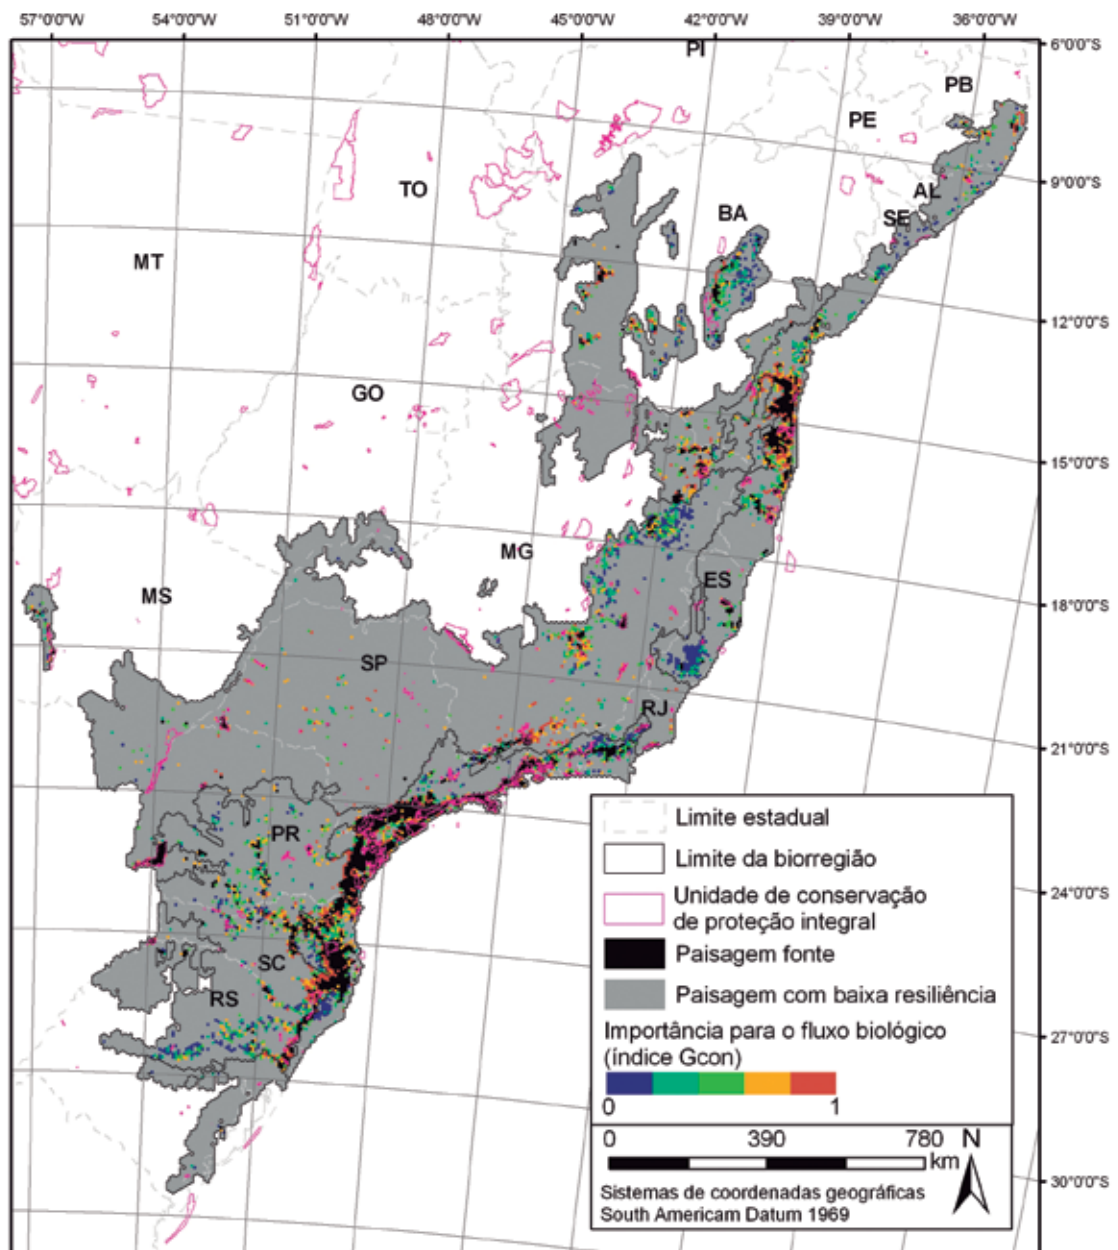 57°0'0"W 54°0'0"W 51°0'0"W 48°0'0"W 45°0'0"W 42°0'0"W 39°0'0"W 36°0'0"W
6°0'0"S
PI
PB
PE
9°0'0"S
TO
AL
BA
SE
MT
12°0'0"S
GO
15°0'0"S
MG
ES
MS
18°0'0"S
SP
RJ
21°0'0"S
PR
24°0'0"S
SC
RS
27°0'0"S
30°0'0"S
Limite estadual
Limite da biorregião
Unidade de conservação
de proteção integral
Paisagem fonte
Paisagem com baixa resiliência
Importância para o fluxo biológico
(índice Gcon)
0 1
0 390 780 N
km
Sistemas de coordenadas geográficas
South Americam Datum 1969